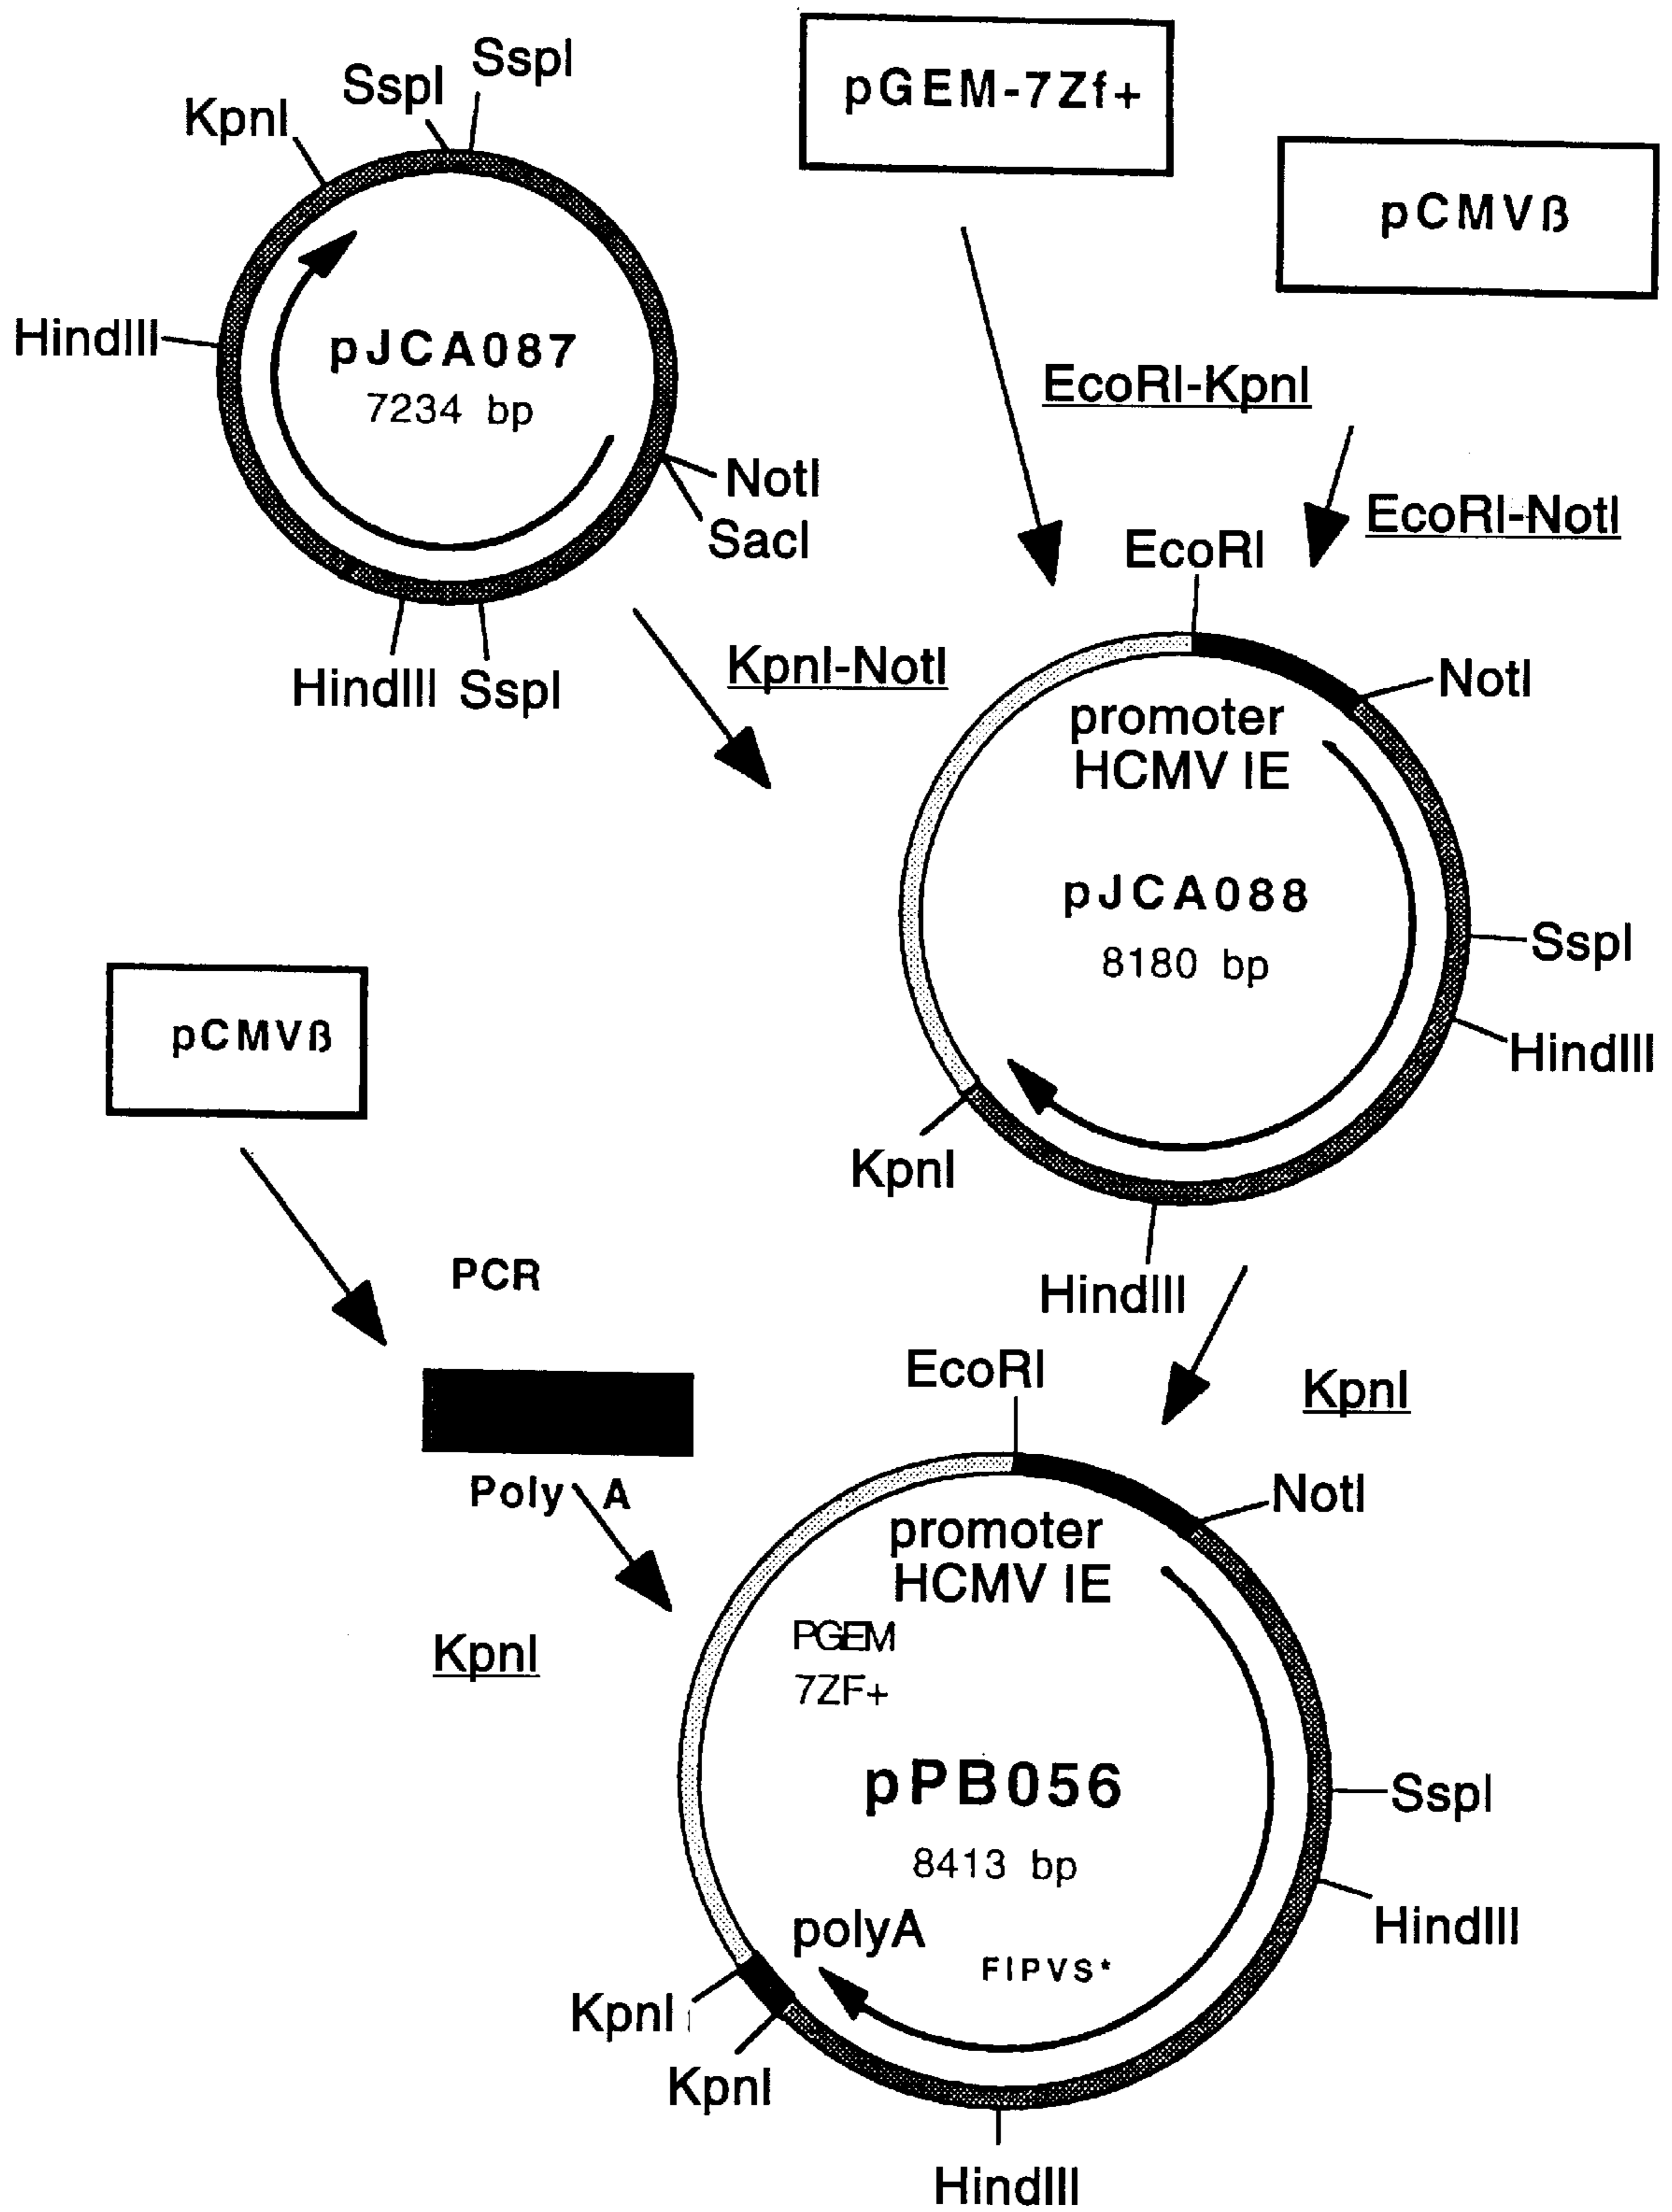 pGEM-7Zf+
pCMVß
SspI
SspI
KpnI
HindIII
pJCA087
7234 bp
NotI
SacI
HindIII SspI
EcoRI-KpnI
EcoRI-NotI
KpnI-NotI
EcoRI
NotI
promoter
HCMV IE
pJCA088
8180 bp
SspI
HindIII
KpnI
HindIII
pCMVß
PCR
Poly A
KpnI
KpnI
EcoRI
NotI
promoter
HCMV IE
PGEM
7ZF+
pPB056
8413 bp
SspI
HindIII
polyA
FIPVS*
KpnI
KpnI
HindIII